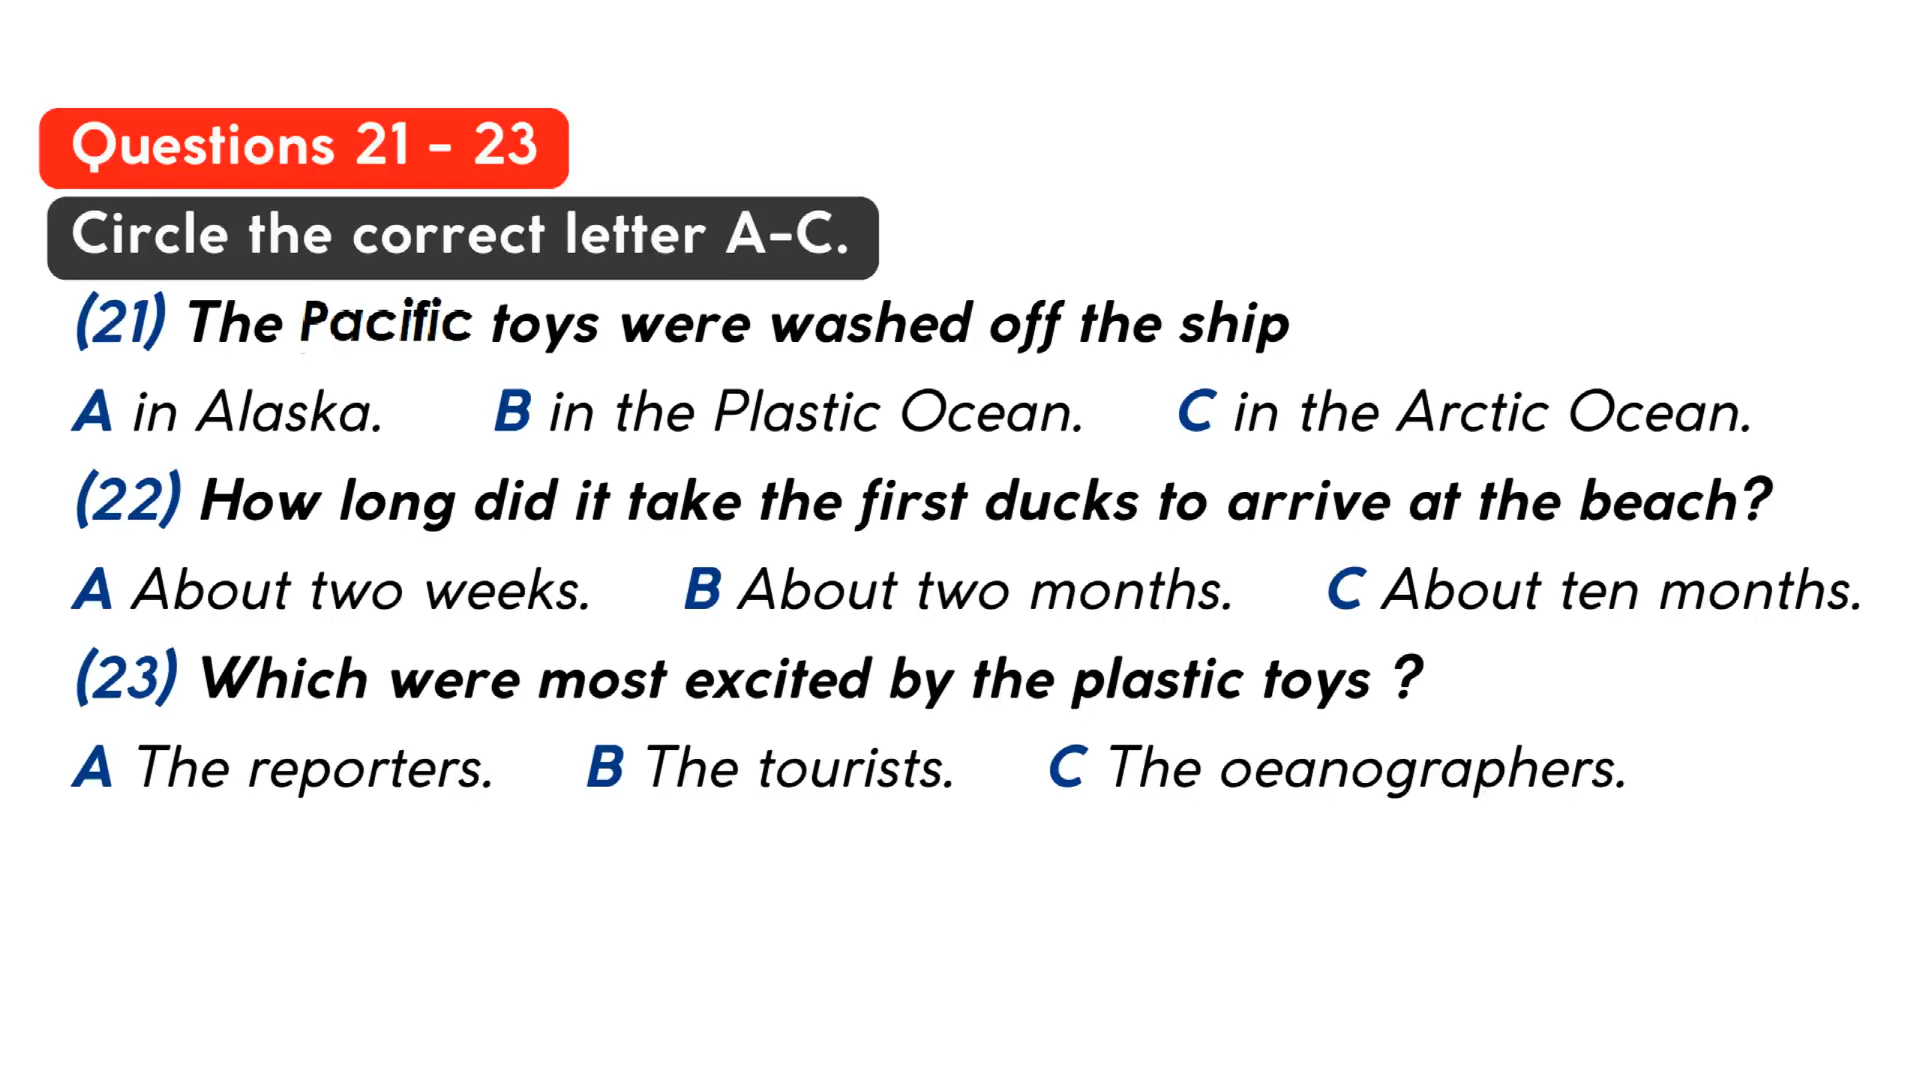 Questions 21 - 23
Circle the correct letter A-C.
(21) The Pacific toys were washed off the ship
A in Alaska. B in the Plastic Ocean. C in the Arctic Ocean.
(22) How long did it take the first ducks to arrive at the beach?
A About two weeks. B About two months. C About ten months.
(23) Which were most excited by the plastic toys ?
A The reporters. B The tourists. C The oeanographers.